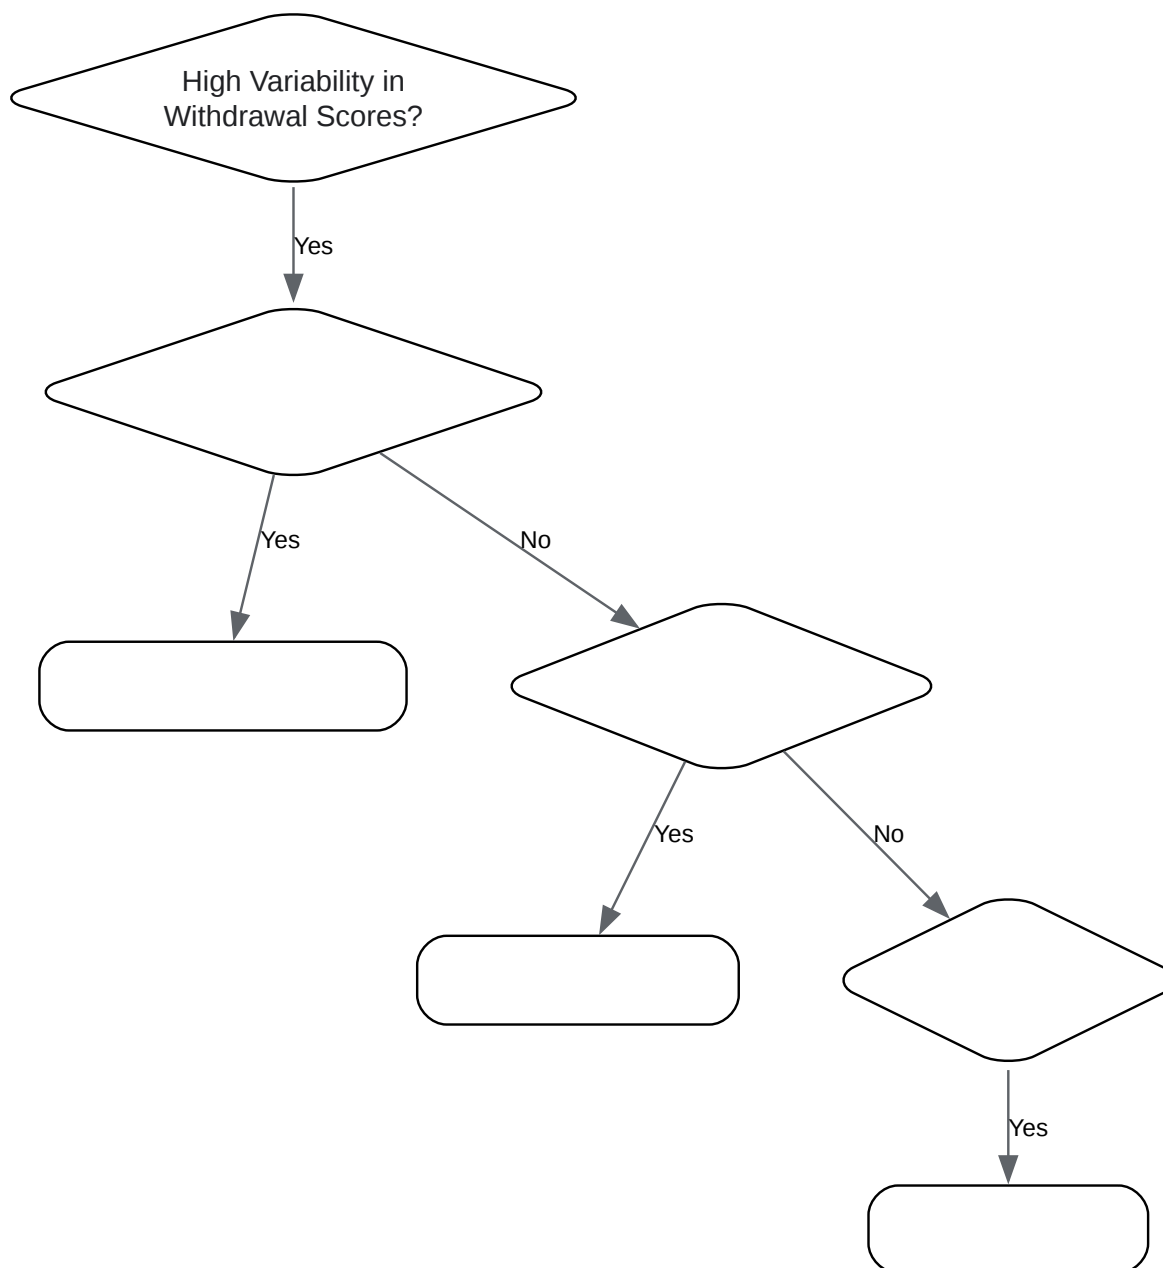 High Variability in
Withdrawal Scores?
Yes
Yes
No
Yes
No
Yes